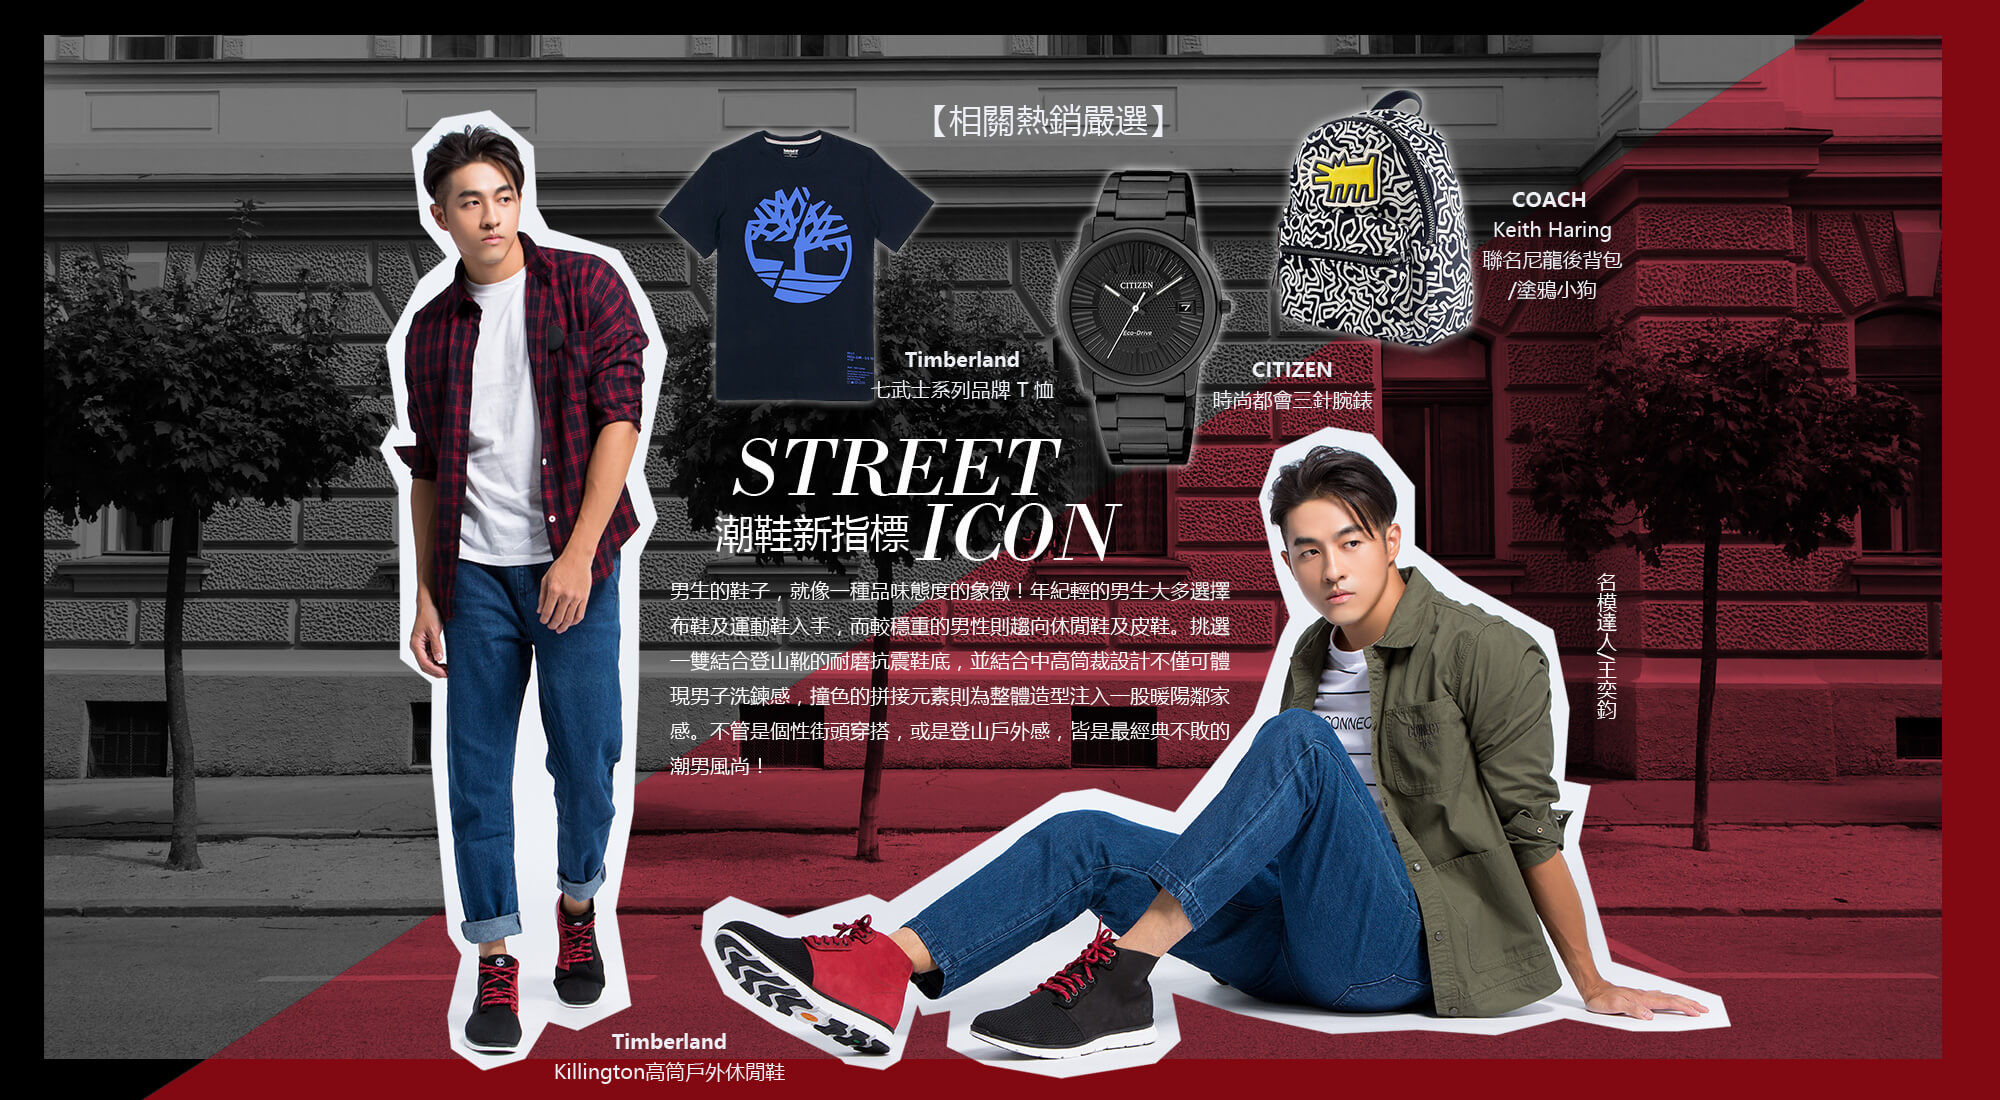 【相關熱銷嚴選】
COACH
Keith Haring
聯名尼龍後背包
/塗鴉小狗
CITIZEN
Eco-Drive
7
Timberland
七武士系列品牌 T 恤
CITIZEN
時尚都會三針腕錶
STREET
潮鞋新指標 ICON
男生的鞋子，就像一種品味態度的象徵！年紀輕的男生大多選擇
布鞋及運動鞋入手，而較穩重的男性則趨向休閒鞋及皮鞋。挑選
一雙結合登山靴的耐磨抗震鞋底，並結合中高筒裁設計不僅可體
現男子洗鍊感，撞色的拼接元素則為整體造型注入一股暖陽鄰家
感。不管是個性街頭穿搭，或是登山戶外感，皆是最經典不敗的
潮男風尚！
名模達人/王奕鈞
CONNEC
Timberland
Killington高筒戶外休閒鞋